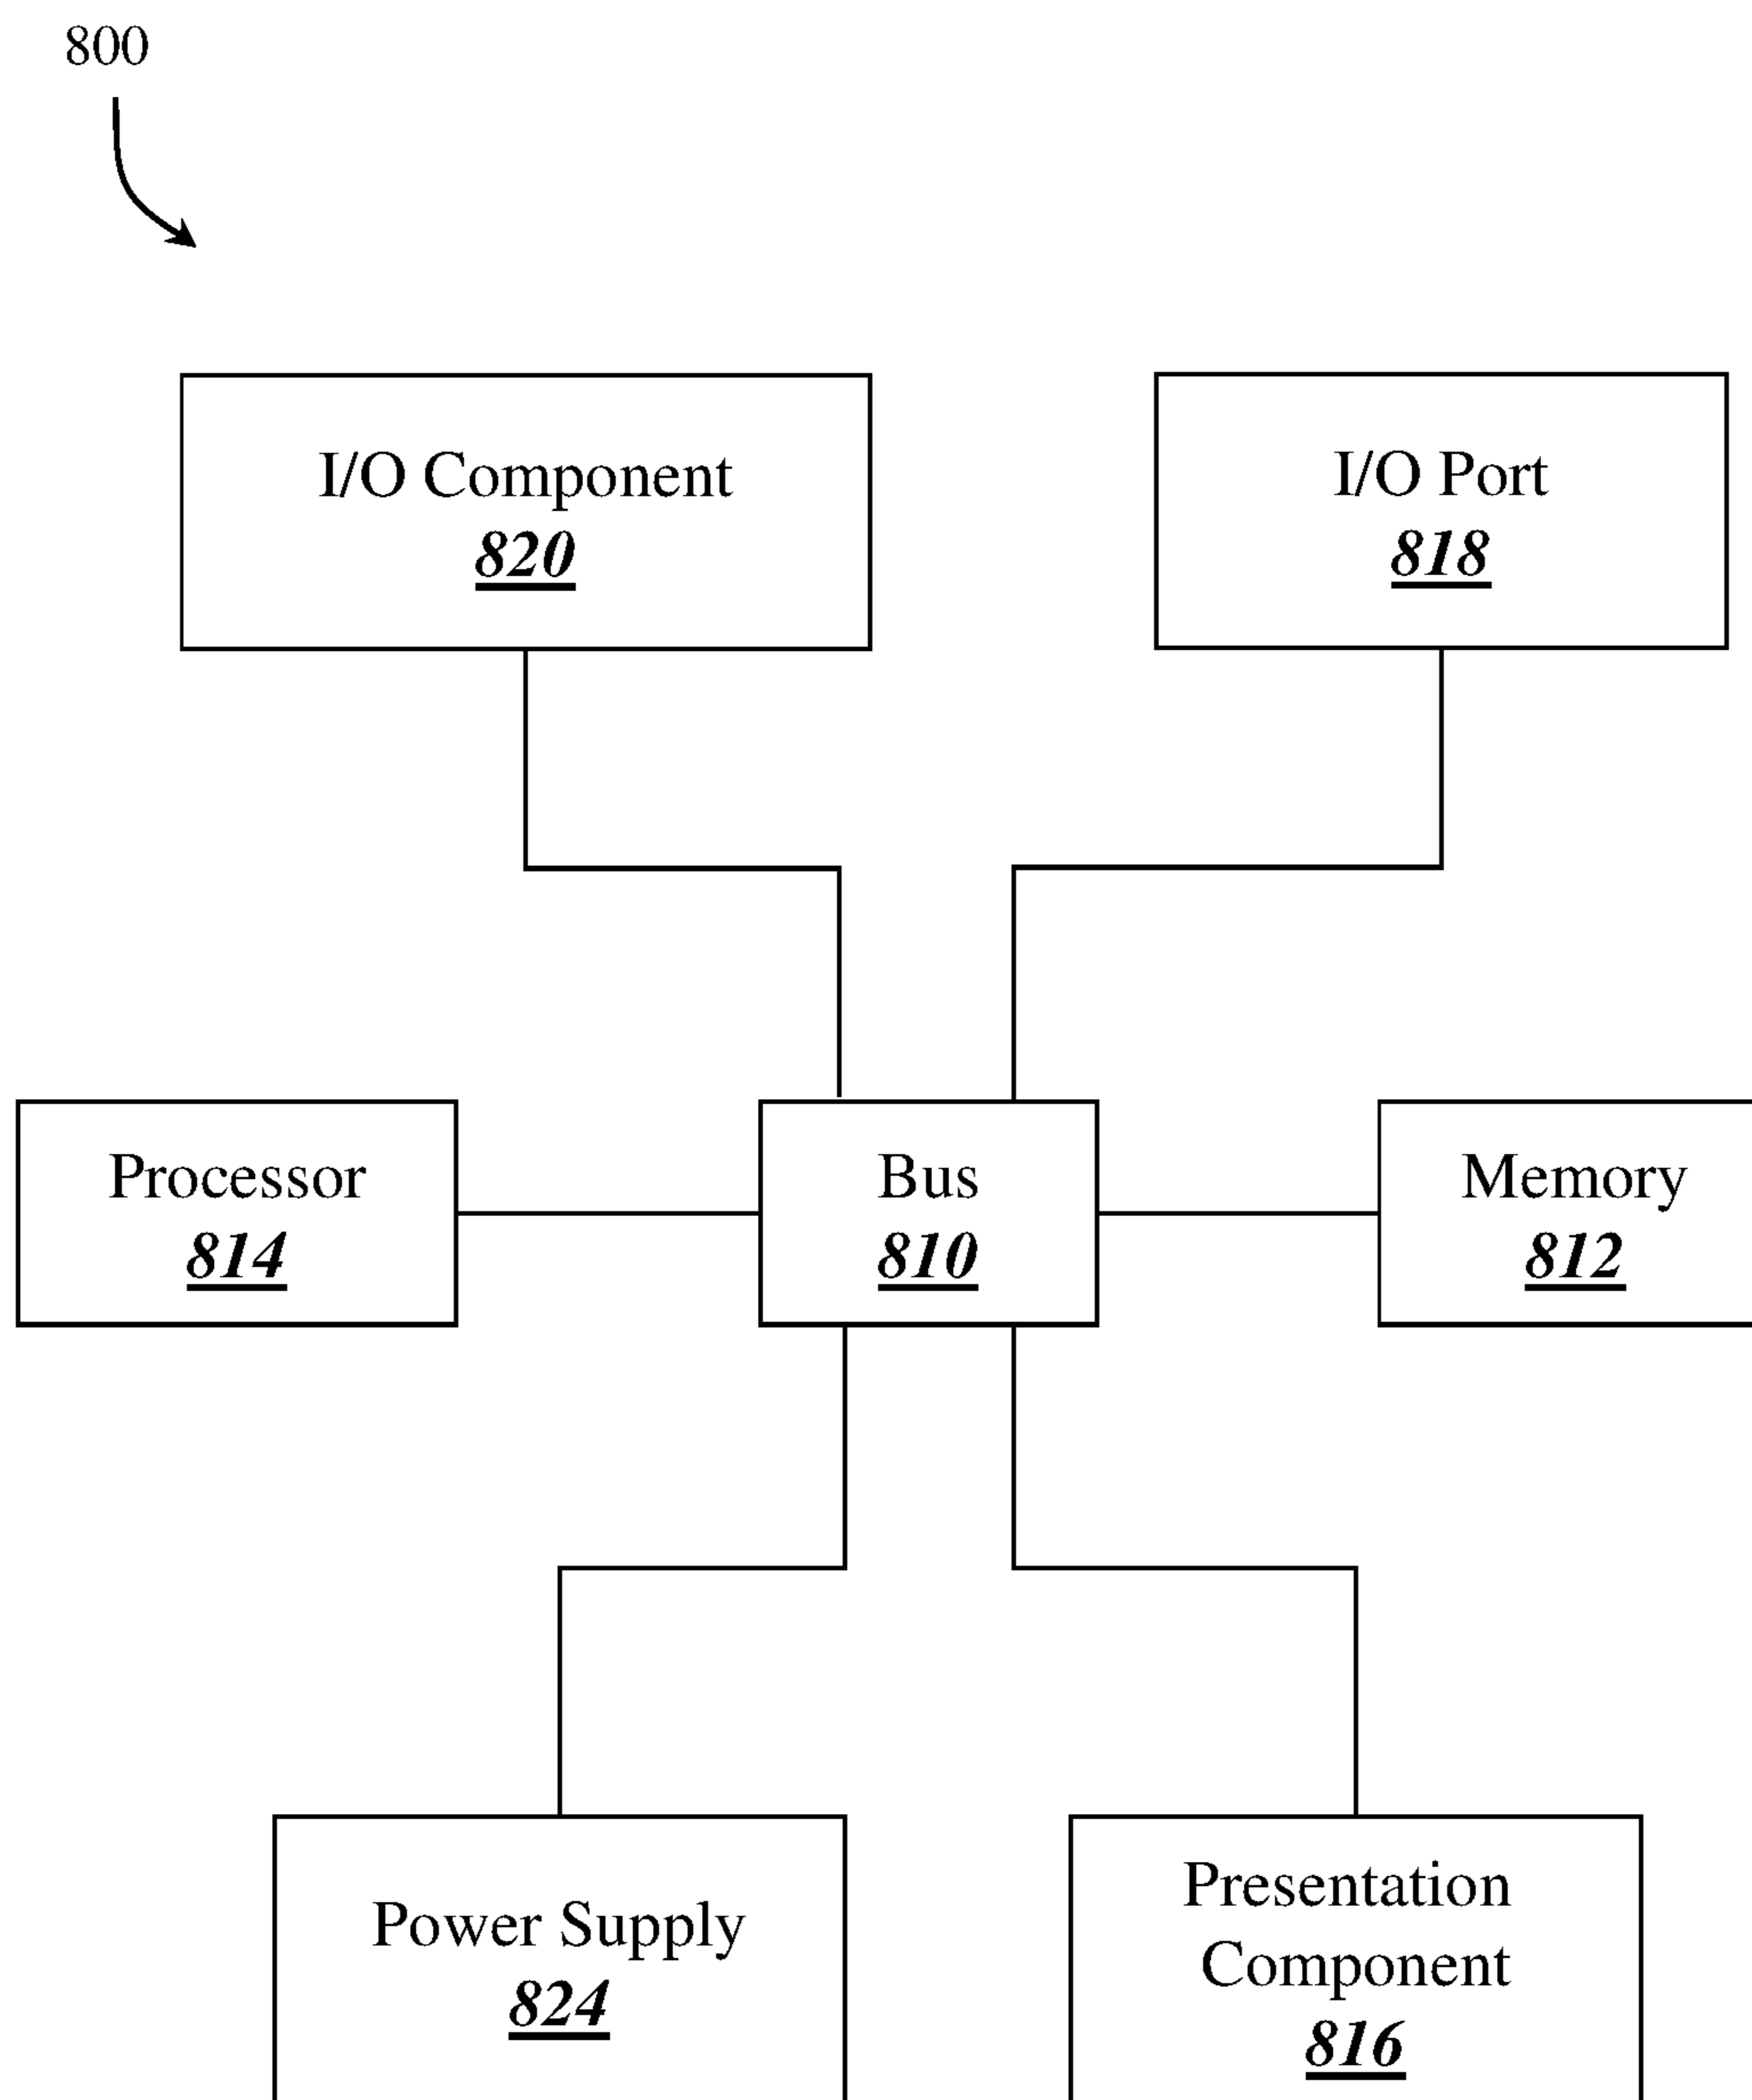 800
I/O Component
820
I/O Port
818
Processor
814
Bus
810
Memory
812
Power Supply
824
Presentation
Component
816